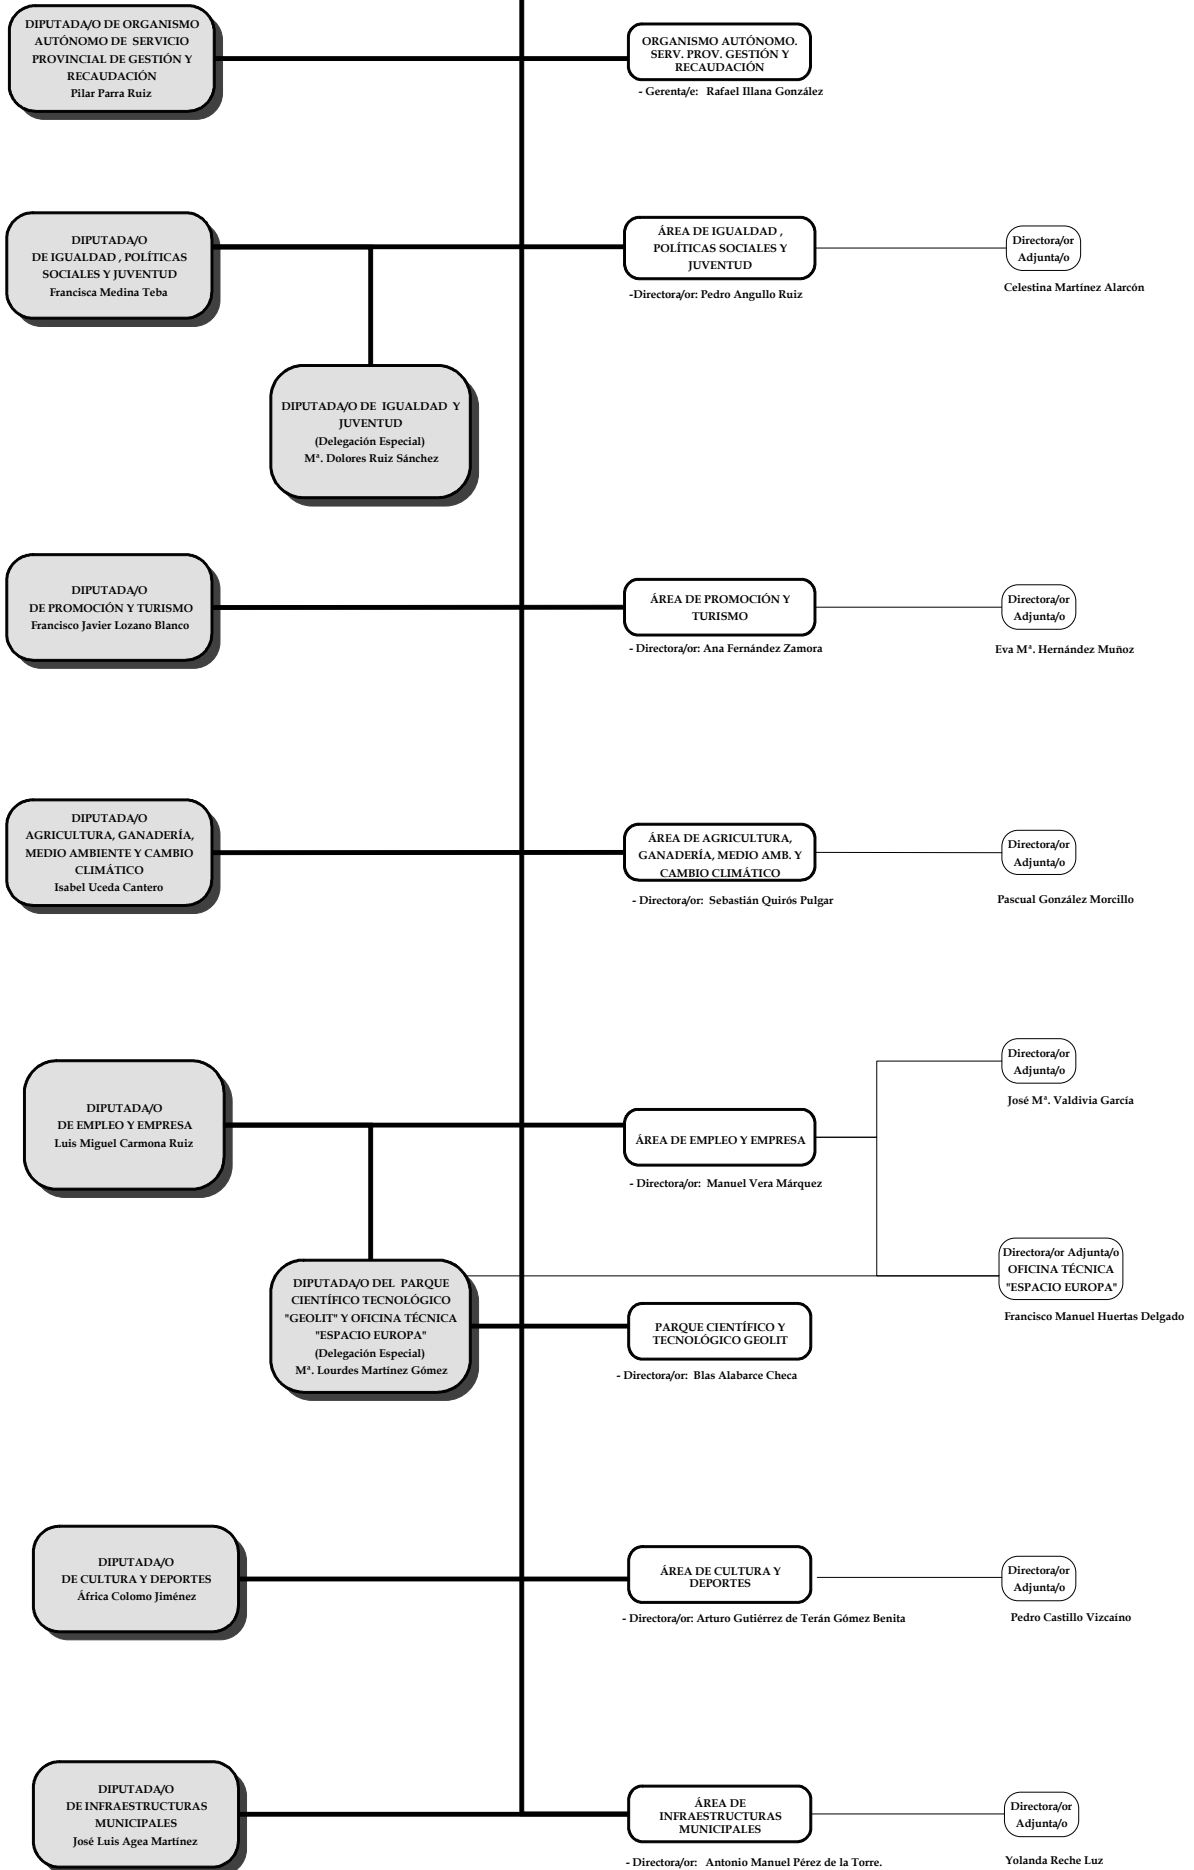 DIPUTADA/O DE ORGANISMO
AUTÓNOMO DE SERVICIO
PROVINCIAL DE GESTIÓN Y
RECAUDACIÓN
Pilar Parra Ruiz
ORGANISMO AUTÓNOMO.
SERV. PROV. GESTIÓN Y
RECAUDACIÓN
- Gerenta/e: Rafael Illana González
DIPUTADA/O
DE IGUALDAD , POLÍTICAS
SOCIALES Y JUVENTUD
Francisca Medina Teba
ÁREA DE IGUALDAD ,
POLÍTICAS SOCIALES Y
JUVENTUD
-Directora/or: Pedro Angullo Ruiz
Directora/or
Adjunta/o
Celestina Martínez Alarcón
DIPUTADA/O DE IGUALDAD Y
JUVENTUD
(Delegación Especial)
Mª. Dolores Ruiz Sánchez
DIPUTADA/O
DE PROMOCIÓN Y TURISMO
Francisco Javier Lozano Blanco
ÁREA DE PROMOCIÓN Y
TURISMO
- Directora/or: Ana Fernández Zamora
Directora/or
Adjunta/o
Eva Mª. Hernández Muñoz
DIPUTADA/O
AGRICULTURA, GANADERÍA,
MEDIO AMBIENTE Y CAMBIO
CLIMÁTICO
Isabel Uceda Cantero
ÁREA DE AGRICULTURA,
GANADERÍA, MEDIO AMB. Y
CAMBIO CLIMÁTICO
- Directora/or: Sebastián Quirós Pulgar
Directora/or
Adjunta/o
Pascual González Morcillo
DIPUTADA/O
DE EMPLEO Y EMPRESA
Luis Miguel Carmona Ruiz
ÁREA DE EMPLEO Y EMPRESA
- Directora/or: Manuel Vera Márquez
Directora/or
Adjunta/o
José Mª. Valdivia García
Directora/or Adjunta/o
OFICINA TÉCNICA
"ESPACIO EUROPA"
Francisco Manuel Huertas Delgado
DIPUTADA/O DEL PARQUE
CIENTÍFICO TECNOLÓGICO
"GEOLIT" Y OFICINA TÉCNICA
"ESPACIO EUROPA"
(Delegación Especial)
Mª. Lourdes Martínez Gómez
PARQUE CIENTÍFICO Y
TECNOLÓGICO GEOLIT
- Directora/or: Blas Alabarce Checa
DIPUTADA/O
DE CULTURA Y DEPORTES
África Colomo Jiménez
ÁREA DE CULTURA Y
DEPORTES
- Directora/or: Arturo Gutiérrez de Terán Gómez Benita
Directora/or
Adjunta/o
Pedro Castillo Vizcaíno
DIPUTADA/O
DE INFRAESTRUCTURAS
MUNICIPALES
José Luis Agea Martínez
ÁREA DE
INFRAESTRUCTURAS
MUNICIPALES
- Directora/or: Antonio Manuel Pérez de la Torre.
Directora/or
Adjunta/o
Yolanda Reche Luz